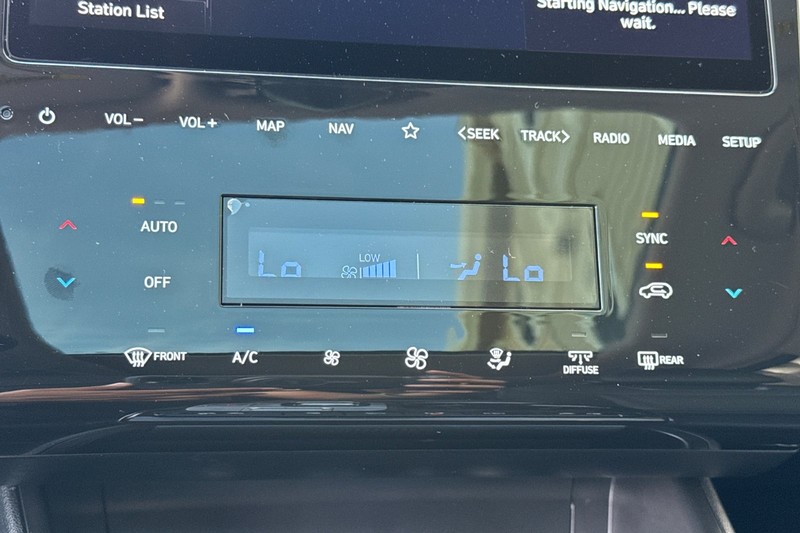 Station List
Starting Navigation... Please
wait.
VOL− VOL+ MAP NAV <SEEK TRACK> RADIO MEDIA SETUP
AUTO
SYNC
LOW
Lo Lo
OFF
FRONT A/C DIFFUSE REAR